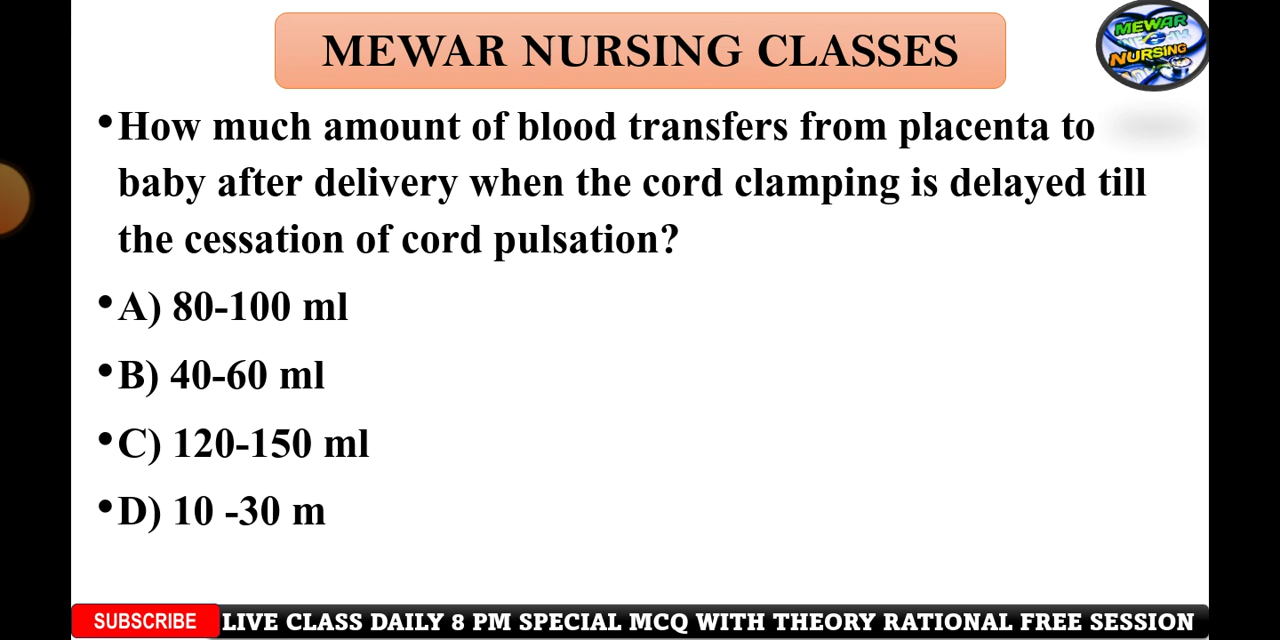 MEWAR NURSING CLASSES
MEWAR
NURSING
•How much amount of blood transfers from placenta to
baby after delivery when the cord clamping is delayed till
the cessation of cord pulsation?
•A) 80-100 ml
•B) 40-60 ml
•C) 120-150 ml
•D) 10 -30 m
SUBSCRIBE LIVE CLASS DAILY 8 PM SPECIAL MCQ WITH THEORY RATIONAL FREE SESSION